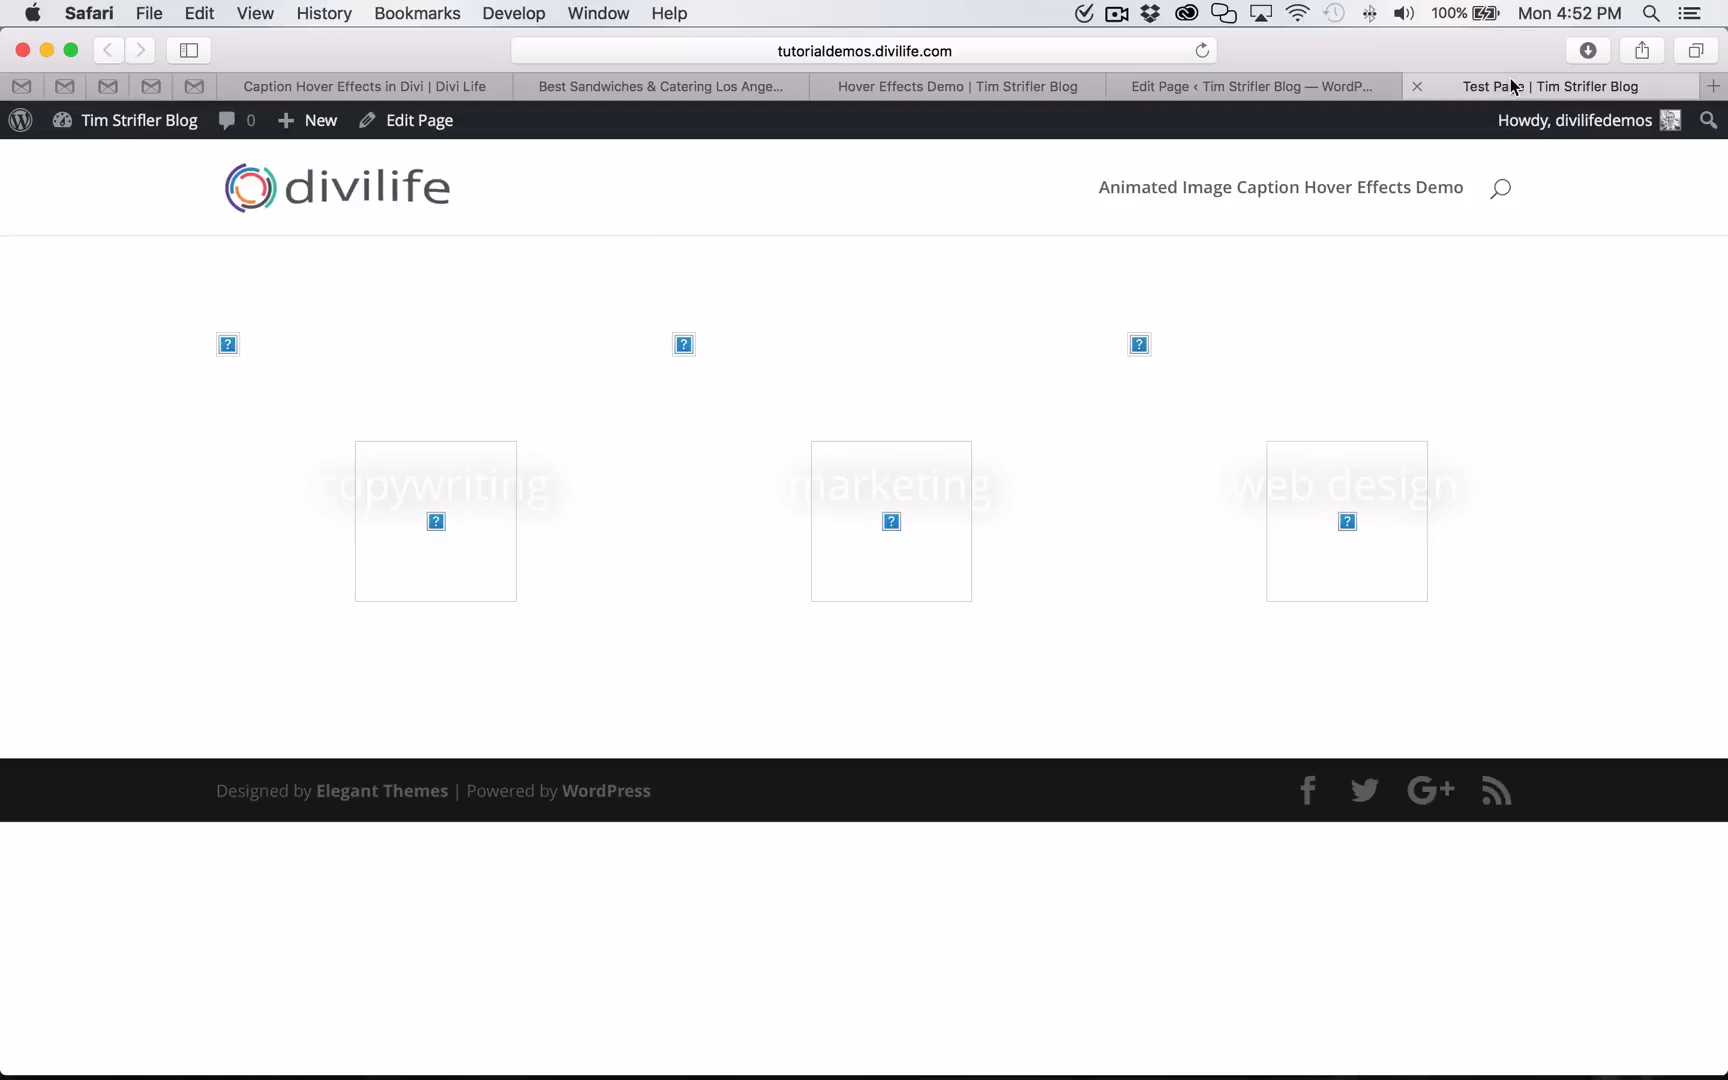 Safari File Edit View History Bookmarks Develop Window Help 100% Mon 4:52 PM
tutorialdemos.divilife.com
Caption Hover Effects in Divi | Divi Life Best Sandwiches & Catering Los Ange... Hover Effects Demo | Tim Strifler Blog Edit Page ‹ Tim Strifler Blog — WordP... Test Page | Tim Strifler Blog
Tim Strifler Blog 0 New Edit Page Howdy, divilifedemos
divilife Animated Image Caption Hover Effects Demo
copywriting marketing web design
Designed by Elegant Themes | Powered by WordPress